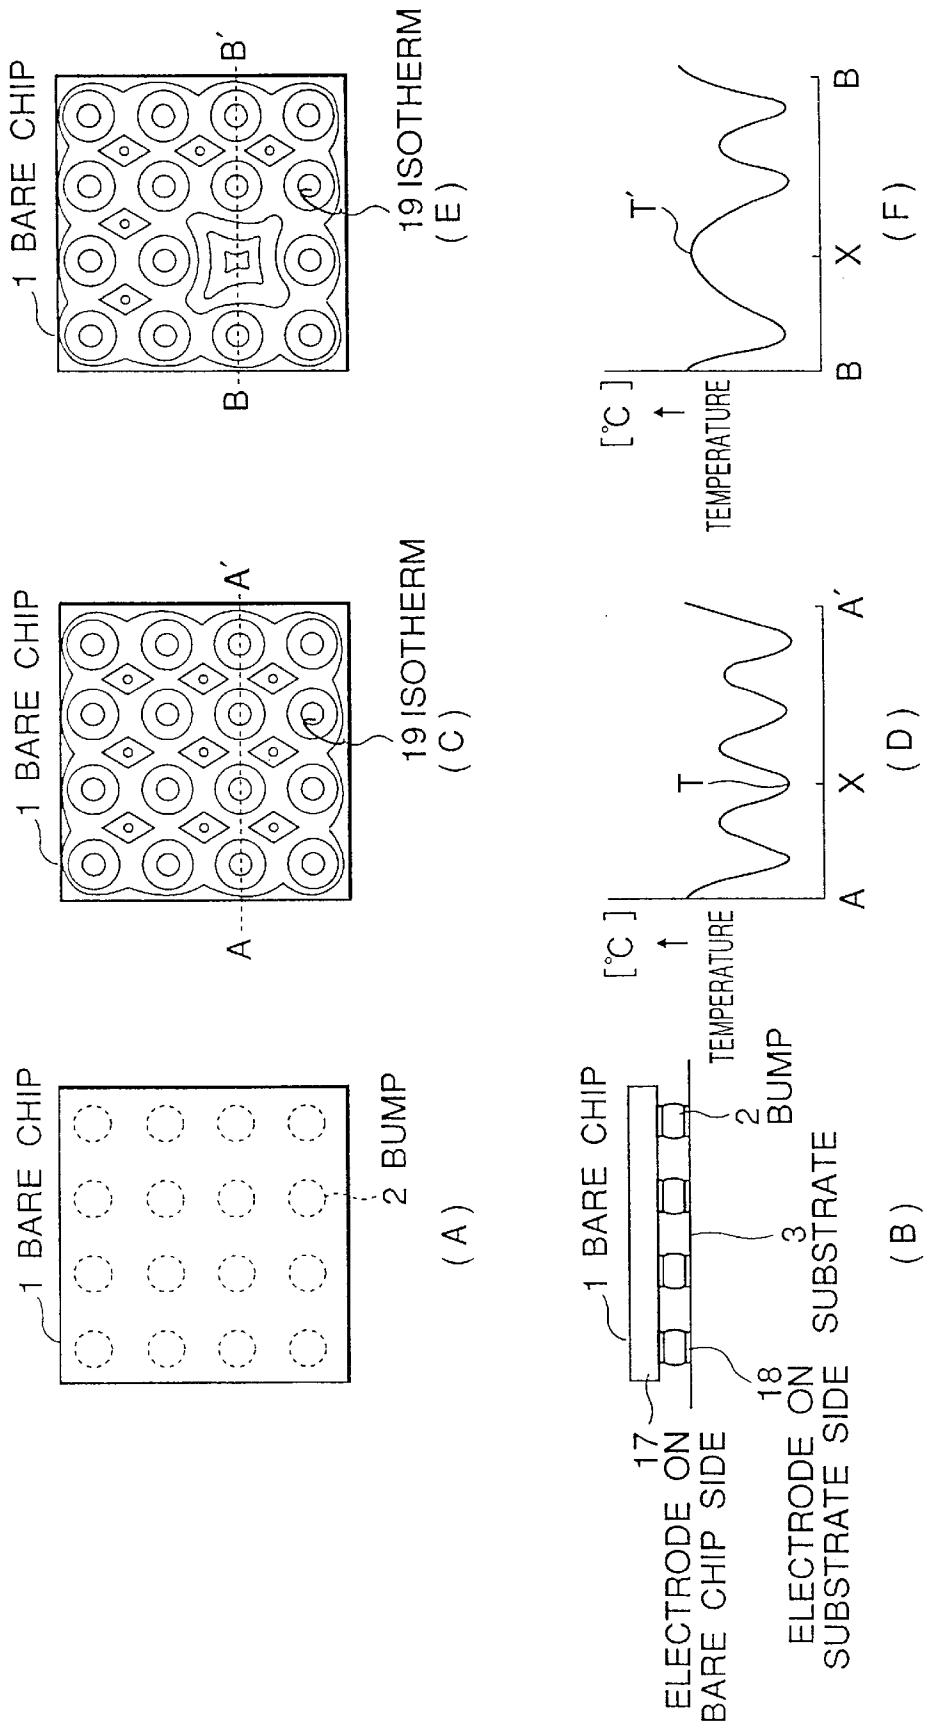 1 BARE CHIP
2 BUMP
( A )
1 BARE CHIP
17
ELECTRODE ON
BARE CHIP SIDE
18
ELECTRODE ON
SUBSTRATE SIDE
3
SUBSTRATE
2
BUMP
( B )
1 BARE CHIP
A
A´
19 ISOTHERM
( C )
[°C ]
TEMPERATURE
T
A
X
A´
( D )
1 BARE CHIP
B
B´
19 ISOTHERM
( E )
[°C ]
TEMPERATURE
T´
B
X
B
( F )